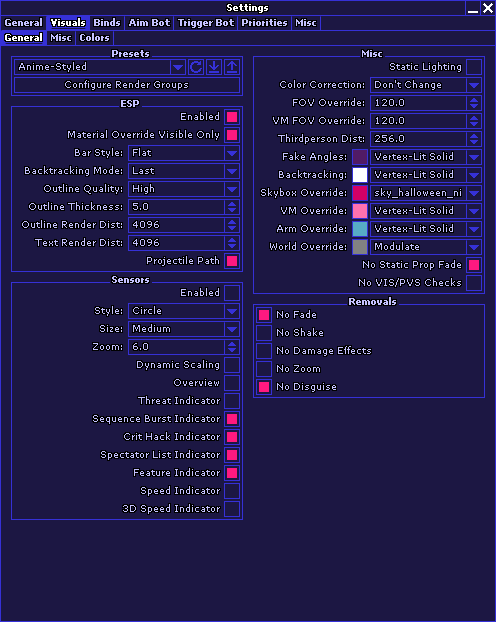 Settings
General Visuals Binds Aim Bot Trigger Bot Priorities Misc
General Misc Colors
Presets
Anime-Styled
Configure Render Groups
ESP
Enabled
Material Override Visible Only
Bar Style: Flat
Backtracking Mode: Last
Outline Quality: High
Outline Thickness: 5.0
Outline Render Dist: 4096
Text Render Dist: 4096
Projectile Path
Sensors
Enabled
Style: Circle
Size: Medium
Zoom: 6.0
Dynamic Scaling
Overview
Threat Indicator
Sequence Burst Indicator
Crit Hack Indicator
Spectator List Indicator
Feature Indicator
Speed Indicator
3D Speed Indicator
Misc
Static Lighting
Color Correction: Don't Change
FOV Override: 120.0
VM FOV Override: 120.0
Thirdperson Dist: 256.0
Fake Angles: Vertex-Lit Solid
Backtracking: Vertex-Lit Solid
Skybox Override: sky_halloween_ni
VM Override: Vertex-Lit Solid
Arm Override: Vertex-Lit Solid
World Override: Modulate
No Static Prop Fade
No VIS/PVS Checks
Removals
No Fade
No Shake
No Damage Effects
No Zoom
No Disguise